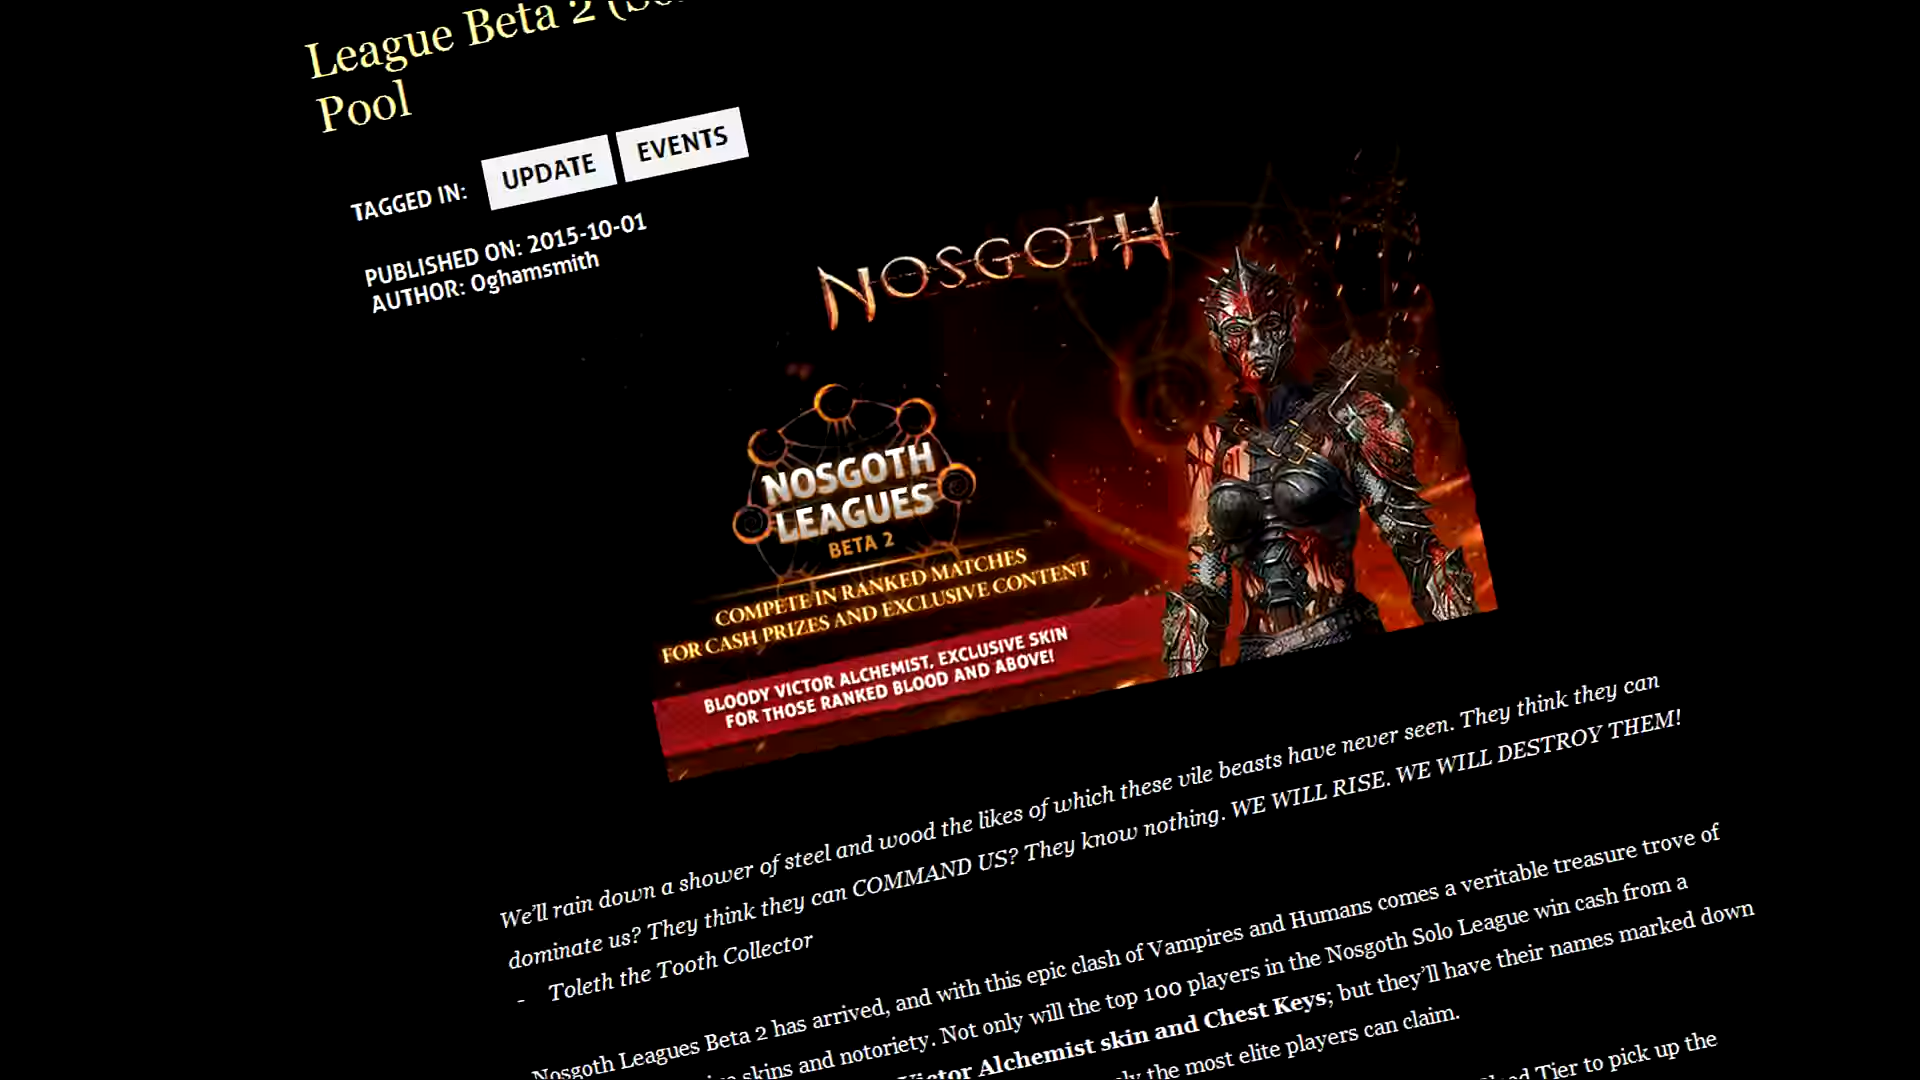 League Beta 2
Pool
TAGGED IN: UPDATE EVENTS
PUBLISHED ON: 2015-10-01
AUTHOR: Oghamsmith
NOSGOTH
NOSGOTH
LEAGUES
BETA 2
COMPETE IN RANKED MATCHES
FOR CASH PRIZES AND EXCLUSIVE CONTENT
BLOODY VICTOR ALCHEMIST, EXCLUSIVE SKIN
FOR THOSE RANKED BLOOD AND ABOVE!
We'll rain down a shower of steel and wood the likes of which these vile beasts have never seen. They think they can
dominate us? They think they can COMMAND US? They know nothing. WE WILL RISE. WE WILL DESTROY THEM!
- Toleth the Tooth Collector
Nosgoth Leagues Beta 2 has arrived, and with this epic clash of Vampires and Humans comes a veritable treasure trove of
skins and notoriety. Not only will the top 100 players in the Nosgoth Solo League win cash from a
Victor Alchemist skin and Chest Keys; but they'll have their names marked down
the most elite players can claim.
Tier to pick up the